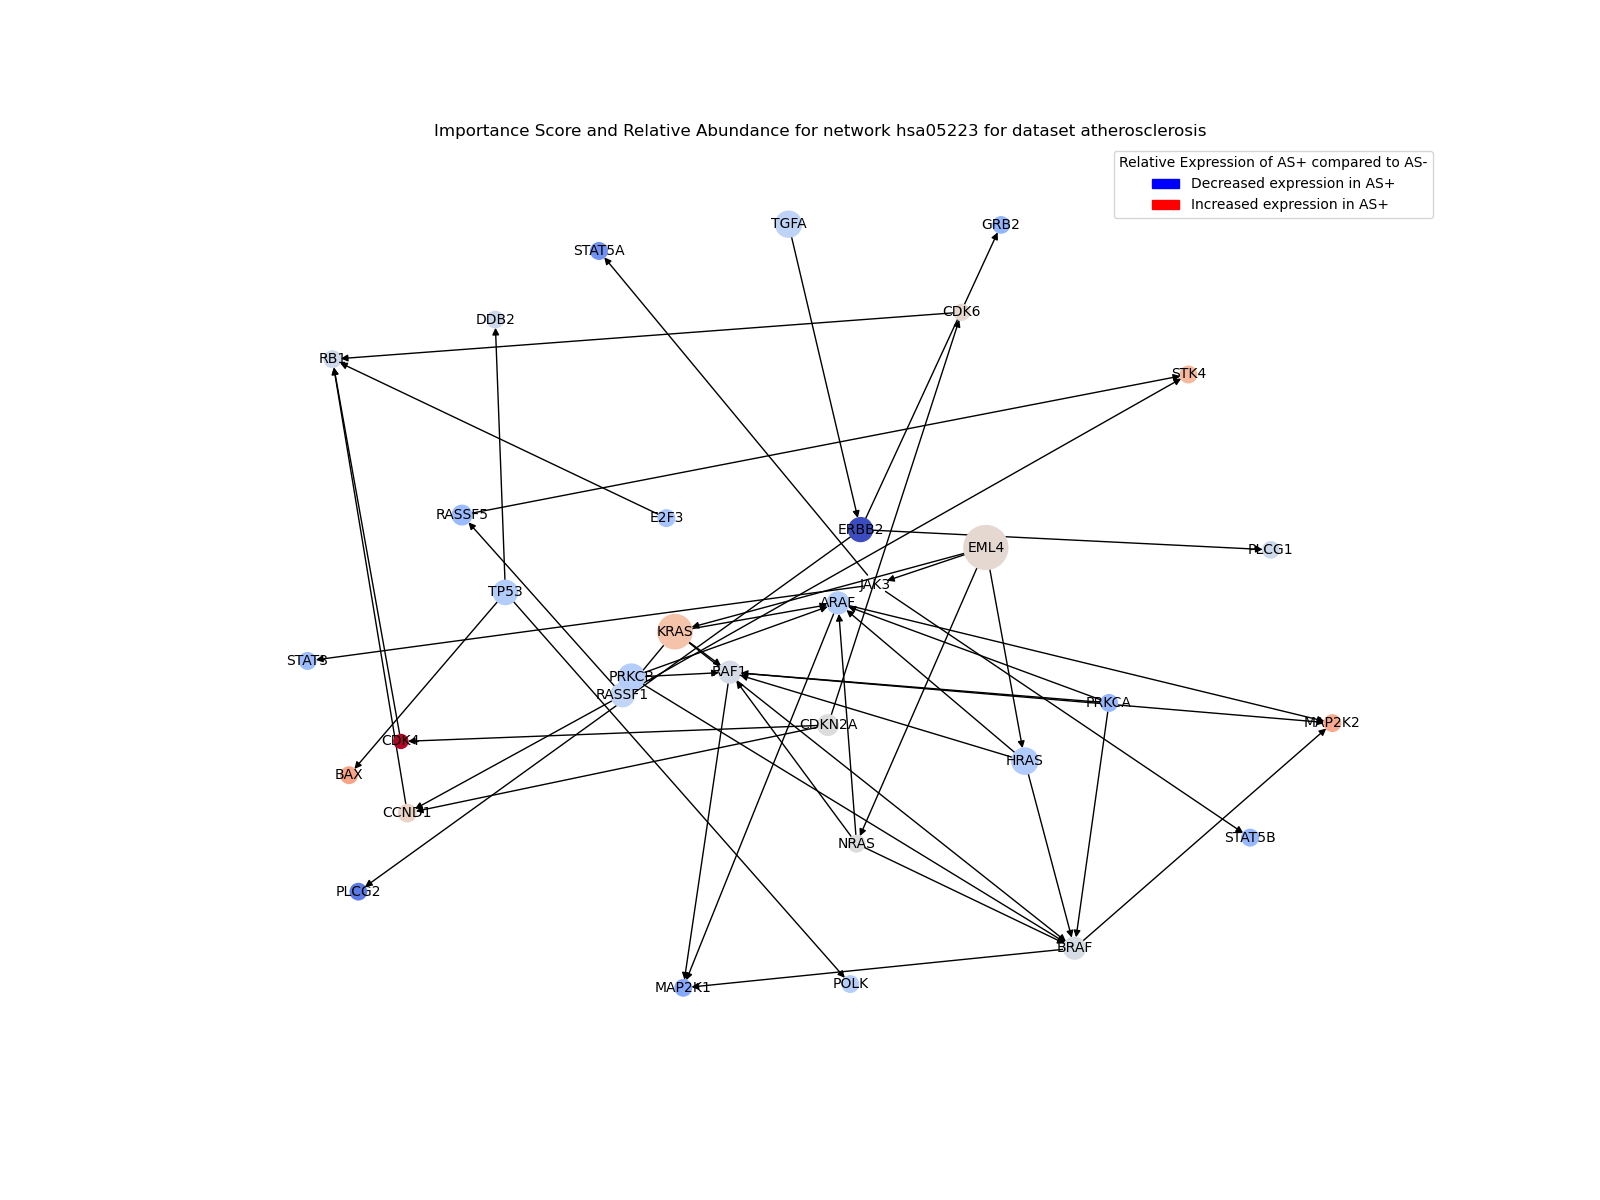 Importance Score and Relative Abundance for network hsa05223 for dataset atherosclerosis
Relative Expression of AS+ compared to AS-
Decreased expression in AS+
Increased expression in AS+
TGFA
GRB2
STAT5A
CDK6
DDB2
RB1
STK4
RASSF5
E2F3
ERBB2
EML4
PLCG1
JAK3
TP53
ARAF
KRAS
STAT3
RAF1
PRKCB
RASSF1
PRKCA
MAP2K2
CDKN2A
CDK4
HRAS
BAX
CCND1
STAT5B
NRAS
PLCG2
BRAF
POLK
MAP2K1